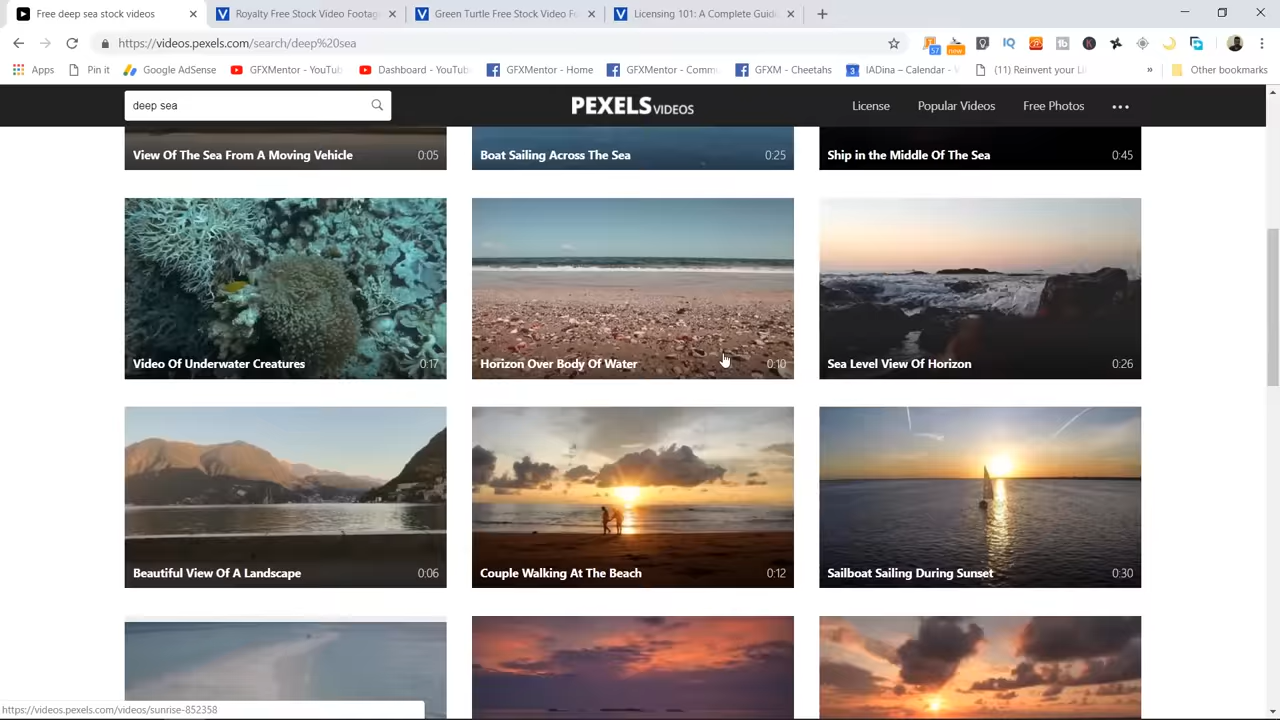 Free deep sea stock videos
Royalty Free Stock Video Footag
Green Turtle Free Stock Video F
Licensing 101: A Complete Guid
https://videos.pexels.com/search/deep%20sea
57
new
IQ
Apps
Pin it
Google AdSense
GFXMentor - YouTub
Dashboard - YouTub
GFXMentor - Home
GFXMentor - Comm
GFXM - Cheetahs
IADina – Calendar - W
(11) Reinvent your Li
»
Other bookmarks
deep sea
PEXELS VIDEOS
License
Popular Videos
Free Photos
View Of The Sea From A Moving Vehicle
0:05
Boat Sailing Across The Sea
0:25
Ship in the Middle Of The Sea
0:45
Video Of Underwater Creatures
0:17
Horizon Over Body Of Water
0:10
Sea Level View Of Horizon
0:26
Beautiful View Of A Landscape
0:06
Couple Walking At The Beach
0:12
Sailboat Sailing During Sunset
0:30
https://videos.pexels.com/videos/sunrise-852358